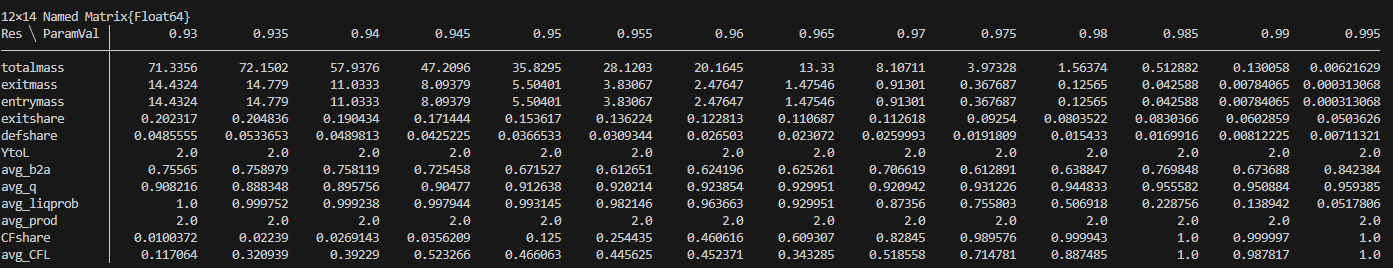 12×14 Named Matrix{Float64}
Res ╲ ParamVal │ 0.93 0.935 0.94 0.945 0.95 0.955 0.96 0.965 0.97 0.975 0.98 0.985 0.99 0.995
totalmass │ 71.3356 72.1502 57.9376 47.2096 35.8295 28.1203 20.1645 13.33 8.10711 3.97328 1.56374 0.512882 0.130058 0.00621629
exitmass │ 14.4324 14.779 11.0333 8.09379 5.50401 3.83067 2.47647 1.47546 0.91301 0.367687 0.12565 0.042588 0.00784065 0.000313068
entrymass │ 14.4324 14.779 11.0333 8.09379 5.50401 3.83067 2.47647 1.47546 0.91301 0.367687 0.12565 0.042588 0.00784065 0.000313068
exitshare │ 0.202317 0.204836 0.190434 0.171444 0.153617 0.136224 0.122813 0.110687 0.112618 0.09254 0.0803522 0.0830366 0.0602859 0.0503626
defshare │ 0.0485555 0.0533653 0.0489813 0.0425225 0.0366533 0.0309344 0.026503 0.023072 0.0259993 0.0191809 0.015433 0.0169916 0.00812225 0.00711321
YtoL │ 2.0 2.0 2.0 2.0 2.0 2.0 2.0 2.0 2.0 2.0 2.0 2.0 2.0 2.0
avg_b2a │ 0.75565 0.758979 0.758119 0.725458 0.671527 0.612651 0.624196 0.625261 0.706619 0.612891 0.638847 0.769848 0.673688 0.842384
avg_q │ 0.908216 0.888348 0.895756 0.90477 0.912638 0.920214 0.923854 0.929951 0.920942 0.931226 0.944833 0.955582 0.950884 0.959385
avg_liqprob │ 1.0 0.999752 0.999238 0.997944 0.993145 0.982146 0.963663 0.929951 0.87356 0.755803 0.506918 0.228756 0.138942 0.0517806
avg_prod │ 2.0 2.0 2.0 2.0 2.0 2.0 2.0 2.0 2.0 2.0 2.0 2.0 2.0 2.0
CFshare │ 0.0100372 0.02239 0.0269143 0.0356209 0.125 0.254435 0.460616 0.609307 0.82845 0.989576 0.999943 1.0 0.999997 1.0
avg_CFL │ 0.117064 0.320939 0.39229 0.523266 0.466063 0.445625 0.452371 0.343285 0.518558 0.714781 0.887485 1.0 0.987817 1.0